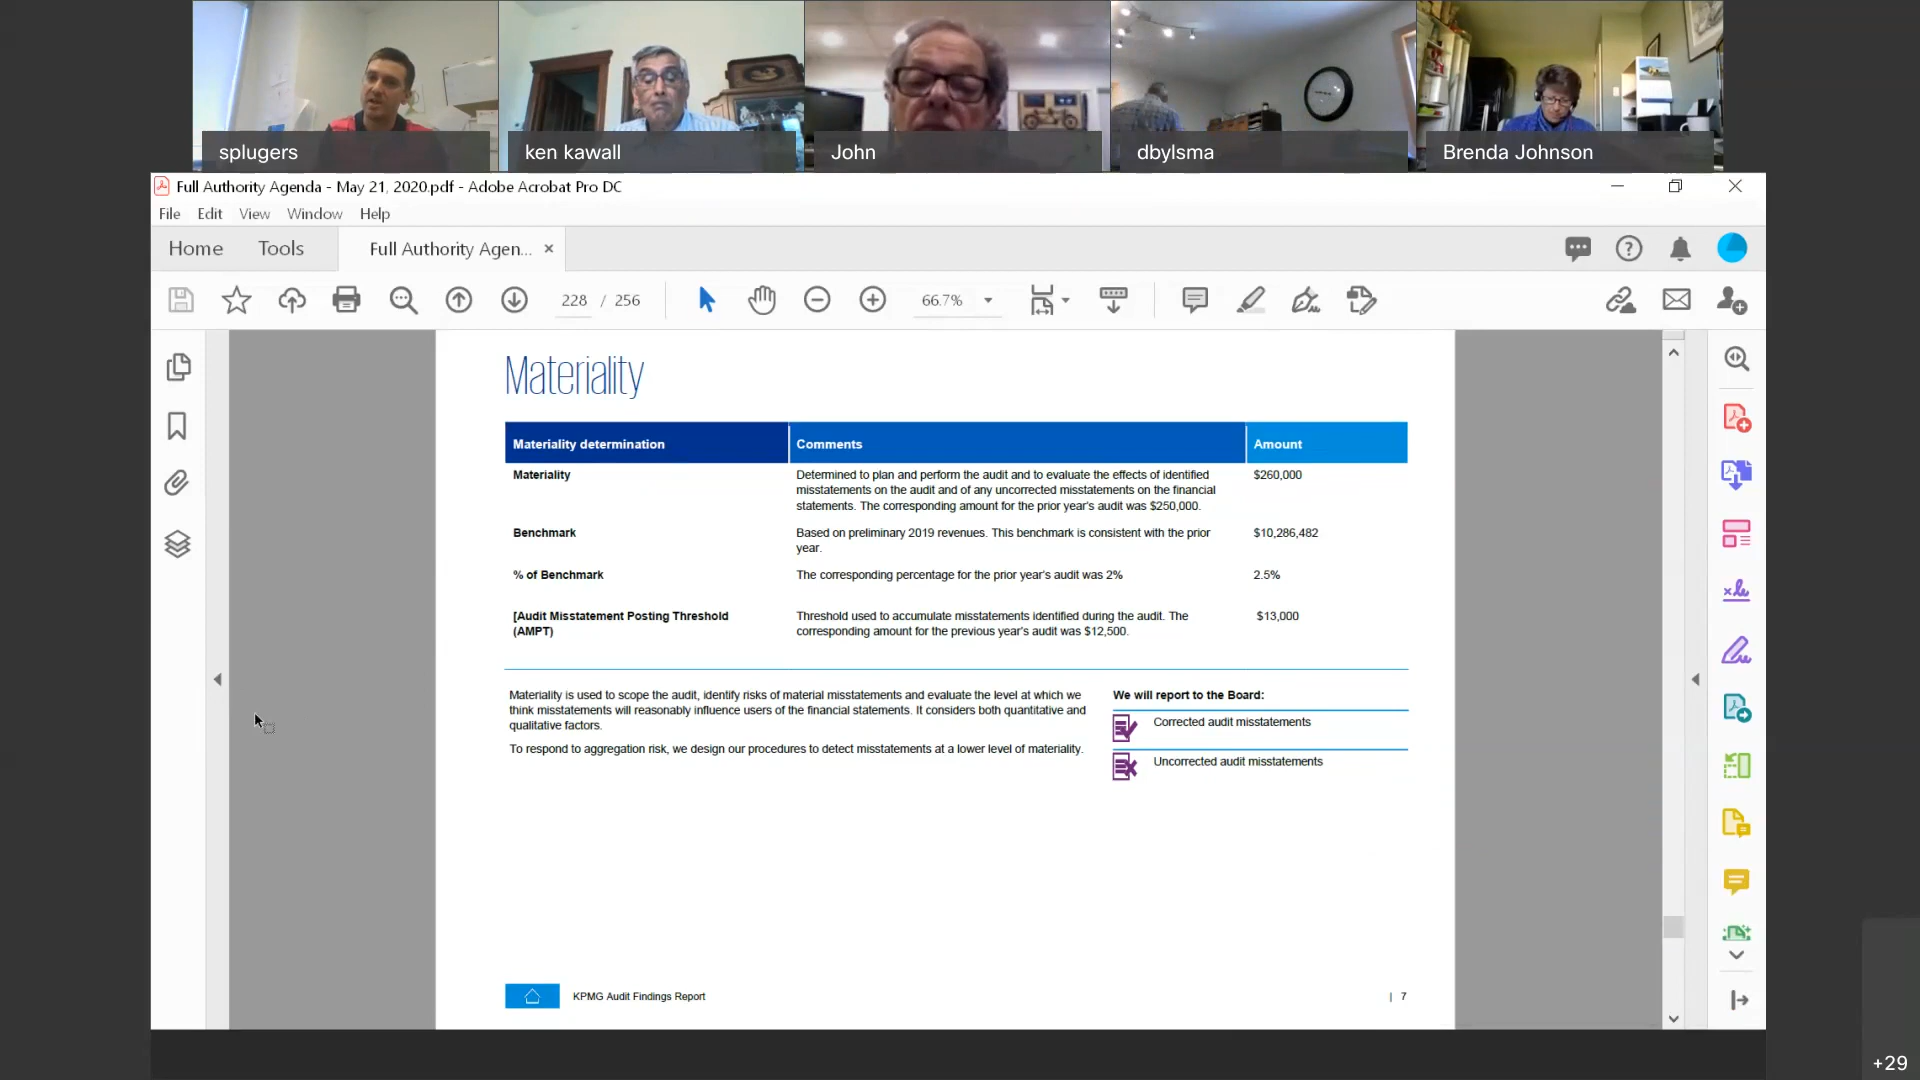 splugers
ken kawall
John
dbylsma
Brenda Johnson
Full Authority Agenda - May 21, 2020.pdf - Adobe Acrobat Pro DC
File Edit View Window Help
Home Tools Full Authority Agen... ×
228 / 256 66.7%
Materiality
Materiality determination Comments Amount
Materiality Determined to plan and perform the audit and to evaluate the effects of identified $260,000
misstatements on the audit and of any uncorrected misstatements on the financial
statements. The corresponding amount for the prior year's audit was $250,000.
Benchmark Based on preliminary 2019 revenues. This benchmark is consistent with the prior $10,286,482
year.
% of Benchmark The corresponding percentage for the prior year's audit was 2% 2.5%
[Audit Misstatement Posting Threshold Threshold used to accumulate misstatements identified during the audit. The $13,000
(AMPT) corresponding amount for the previous year's audit was $12,500.
Materiality is used to scope the audit, identify risks of material misstatements and evaluate the level at which we
think misstatements will reasonably influence users of the financial statements. It considers both quantitative and
qualitative factors.
To respond to aggregation risk, we design our procedures to detect misstatements at a lower level of materiality.
We will report to the Board:
Corrected audit misstatements
Uncorrected audit misstatements
KPMG Audit Findings Report | 7
+29